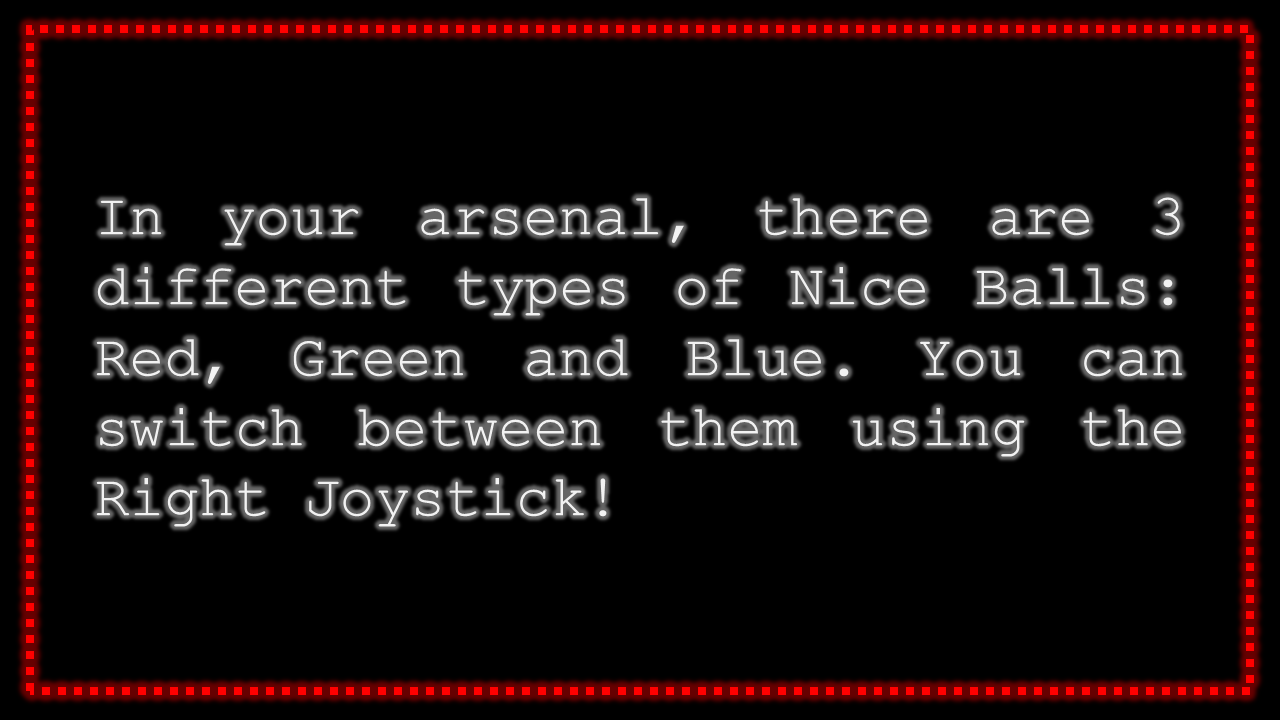 In your arsenal, there are 3
different types of Nice Balls:
Red, Green and Blue. You can
switch between them using the
Right Joystick!